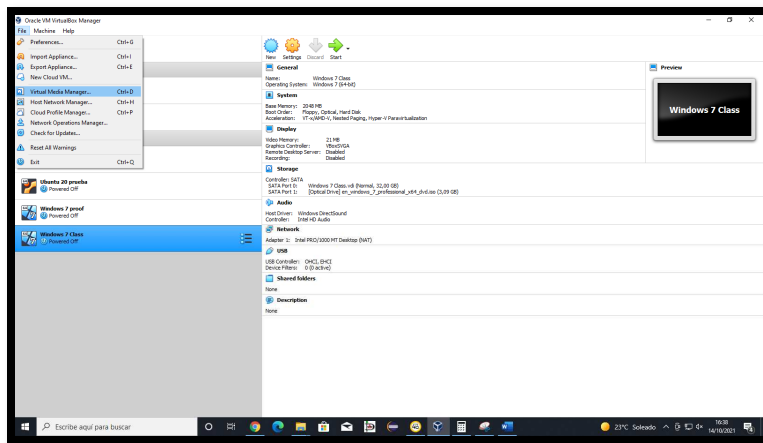 Oracle VM VirtualBox Manager
File Machine Help
Preferences... Ctrl+G
Import Appliance... Ctrl+I
Export Appliance... Ctrl+E
New Cloud VM...
Virtual Media Manager... Ctrl+D
Host Network Manager... Ctrl+H
Cloud Profile Manager... Ctrl+P
Network Operations Manager...
Check for Updates...
Reset All Warnings
Exit Ctrl+Q
Ubuntu 20 prueba
Powered Off
Windows 7 proof
Powered Off
Windows 7 Class
Powered Off
New Settings Discard Start
General
Name: Windows 7 Class
Operating System: Windows 7 (64-bit)
System
Base Memory: 2048 MB
Boot Order: Floppy, Optical, Hard Disk
Acceleration: VT-x/AMD-V, Nested Paging, Hyper-V Paravirtualization
Display
Video Memory: 21 MB
Graphics Controller: VBoxSVGA
Remote Desktop Server: Disabled
Recording: Disabled
Storage
Controller: SATA
SATA Port 0: Windows 7 Class.vdi (Normal, 32,00 GB)
SATA Port 1: [Optical Drive] en_windows_7_professional_x64_dvd.iso (3,09 GB)
Audio
Host Driver: Windows DirectSound
Controller: Intel HD Audio
Network
Adapter 1: Intel PRO/1000 MT Desktop (NAT)
USB
USB Controller: OHCI, EHCI
Device Filters: 0 (0 active)
Shared folders
None
Description
None
Preview
Windows 7 Class
Escribe aquí para buscar
23°C Soleado
16:38
14/10/2021